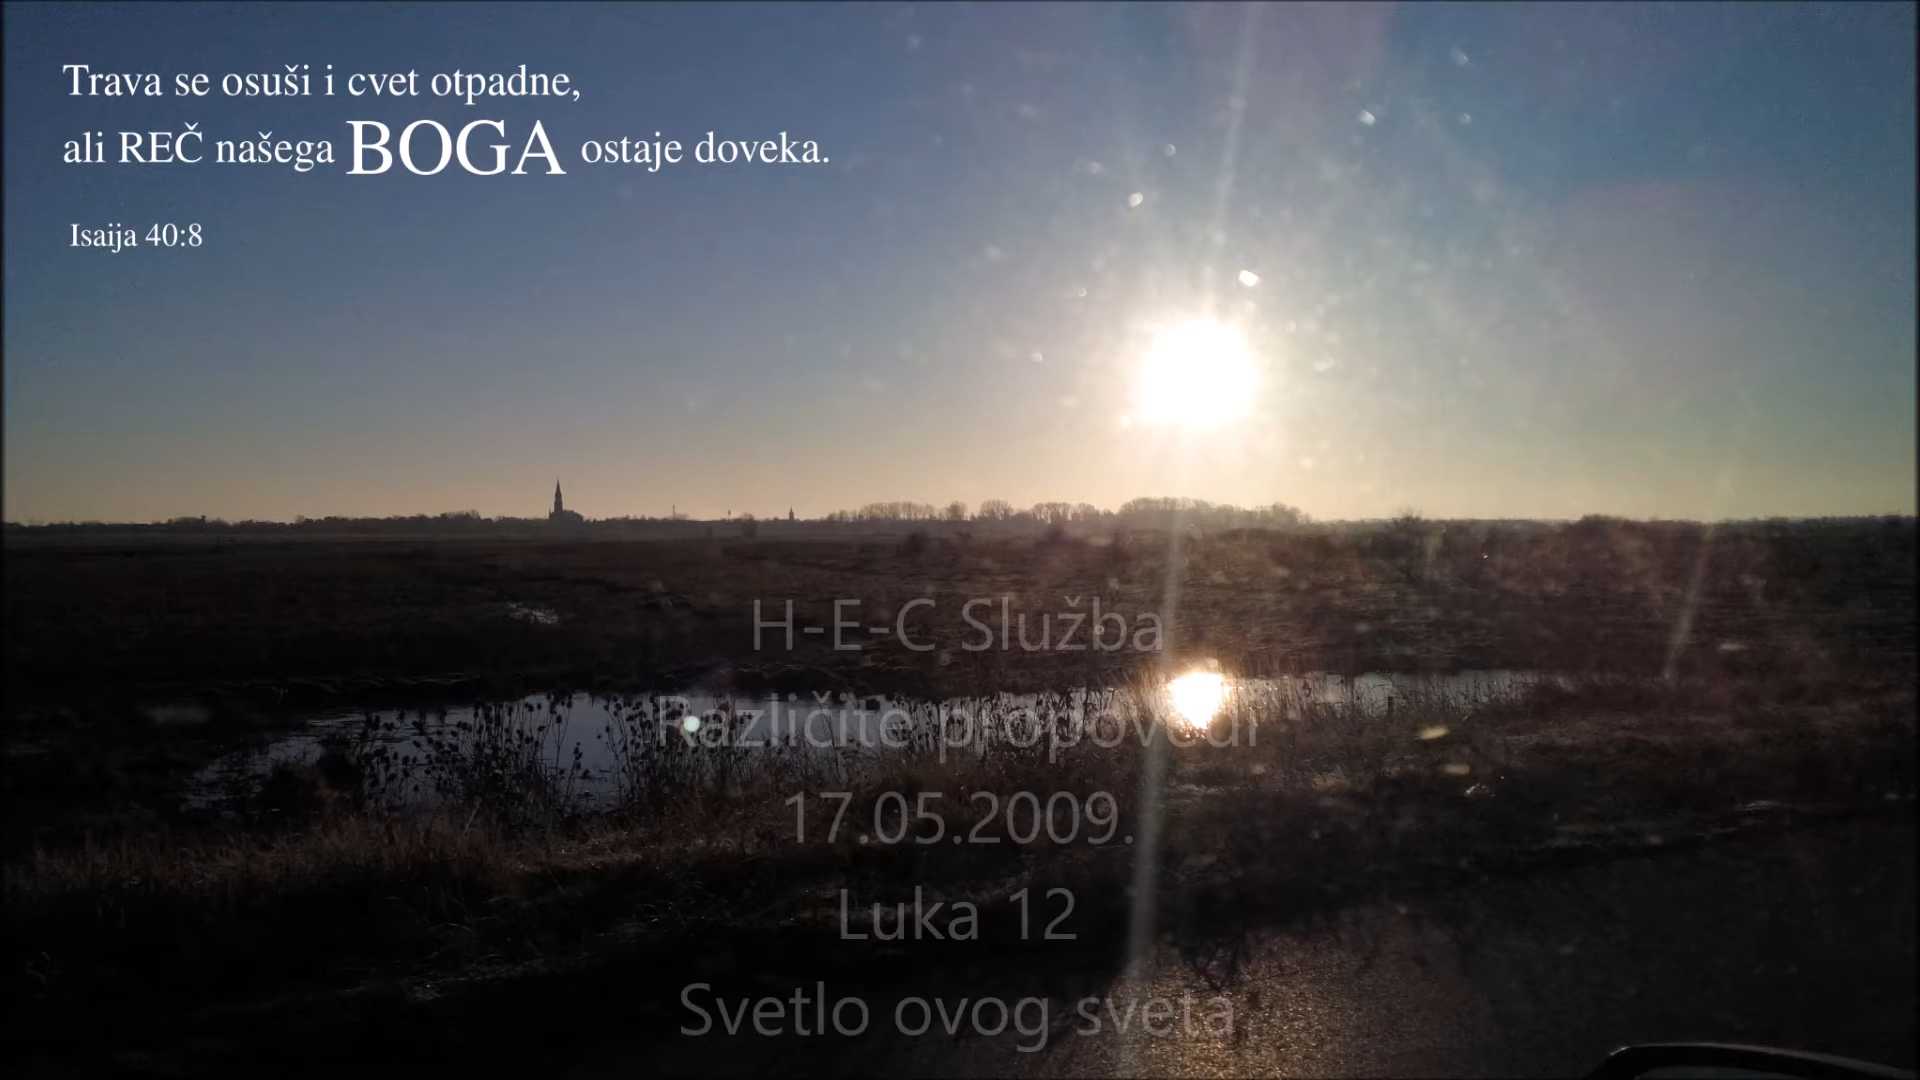 Trava se osuši i cvet otpadne,
ali REČ našega BOGA ostaje doveka.
Isaija 40:8
H-E-C Služba
Različite propovedi
17.05.2009.
Luka 12
Svetlo ovog sveta